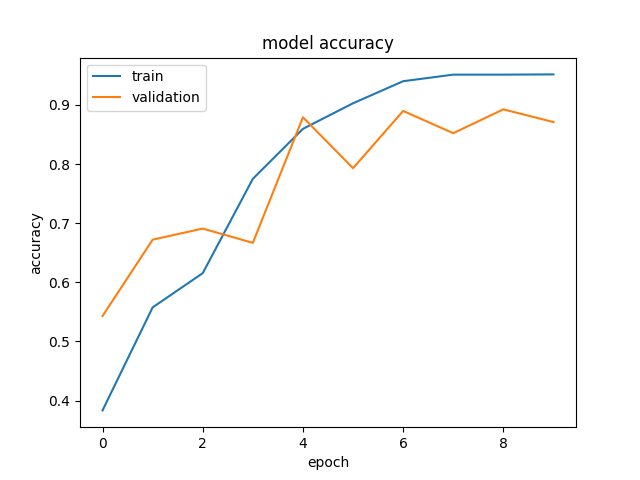 model accuracy
train
validation
0.9
0.8
0.7
0.6
0.5
0.4
accuracy
0 2 4 6 8
epoch